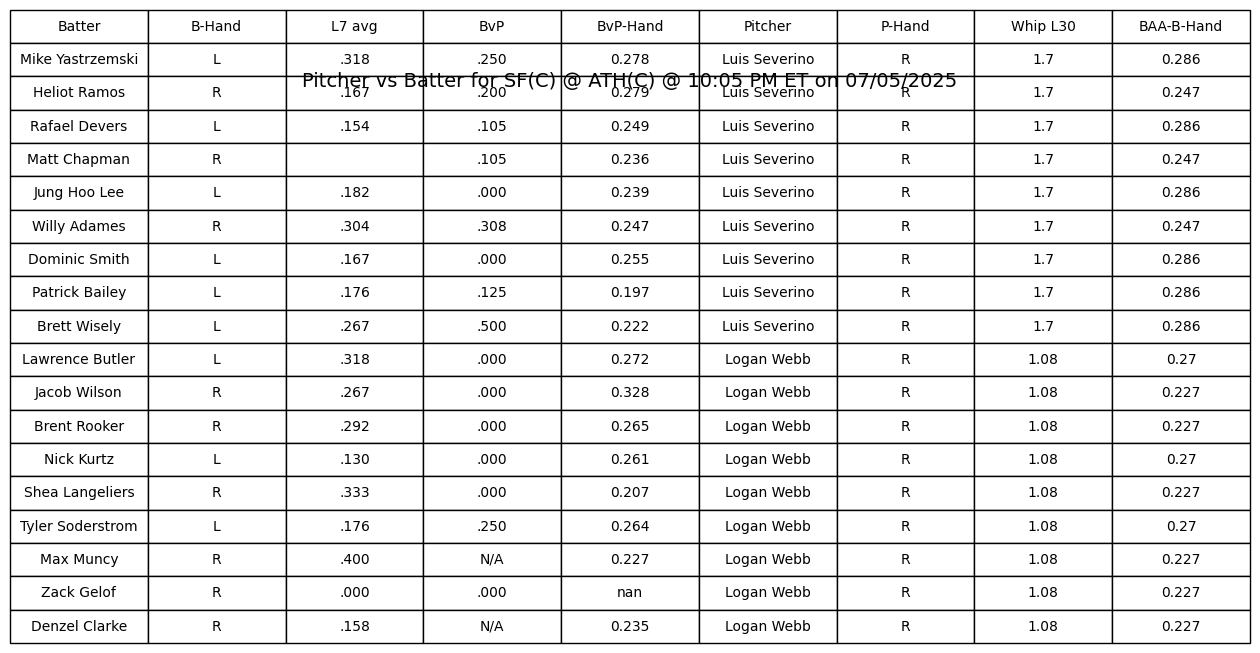 Batter B-Hand L7 avg BvP BvP-Hand Pitcher P-Hand Whip L30 BAA-B-Hand
Mike Yastrzemski L .318 .250 0.278 Luis Severino R 1.7 0.286
Pitcher vs Batter for SF(C) @ ATH(C) @ 10:05 PM ET on 07/05/2025
Heliot Ramos R .167 .200 0.279 Luis Severino R 1.7 0.247
Rafael Devers L .154 .105 0.249 Luis Severino R 1.7 0.286
Matt Chapman R .105 0.236 Luis Severino R 1.7 0.247
Jung Hoo Lee L .182 .000 0.239 Luis Severino R 1.7 0.286
Willy Adames R .304 .308 0.247 Luis Severino R 1.7 0.247
Dominic Smith L .167 .000 0.255 Luis Severino R 1.7 0.286
Patrick Bailey L .176 .125 0.197 Luis Severino R 1.7 0.286
Brett Wisely L .267 .500 0.222 Luis Severino R 1.7 0.286
Lawrence Butler L .318 .000 0.272 Logan Webb R 1.08 0.27
Jacob Wilson R .267 .000 0.328 Logan Webb R 1.08 0.227
Brent Rooker R .292 .000 0.265 Logan Webb R 1.08 0.227
Nick Kurtz L .130 .000 0.261 Logan Webb R 1.08 0.27
Shea Langeliers R .333 .000 0.207 Logan Webb R 1.08 0.227
Tyler Soderstrom L .176 .250 0.264 Logan Webb R 1.08 0.27
Max Muncy R .400 N/A 0.227 Logan Webb R 1.08 0.227
Zack Gelof R .000 .000 nan Logan Webb R 1.08 0.227
Denzel Clarke R .158 N/A 0.235 Logan Webb R 1.08 0.227